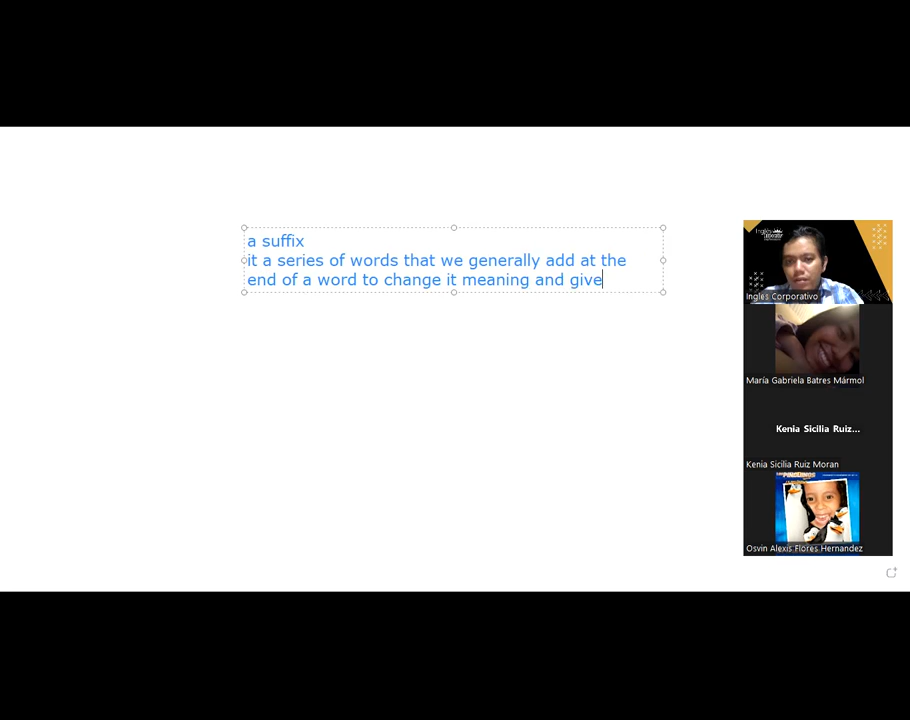 a suffix
it a series of words that we generally add at the
end of a word to change it meaning and give
Inglés Corporativo
María Gabriela Batres Mármol
Kenia Sicilia Ruiz...
Kenia Sicilia Ruiz Moran
Osvin Alexis Flores Hernandez